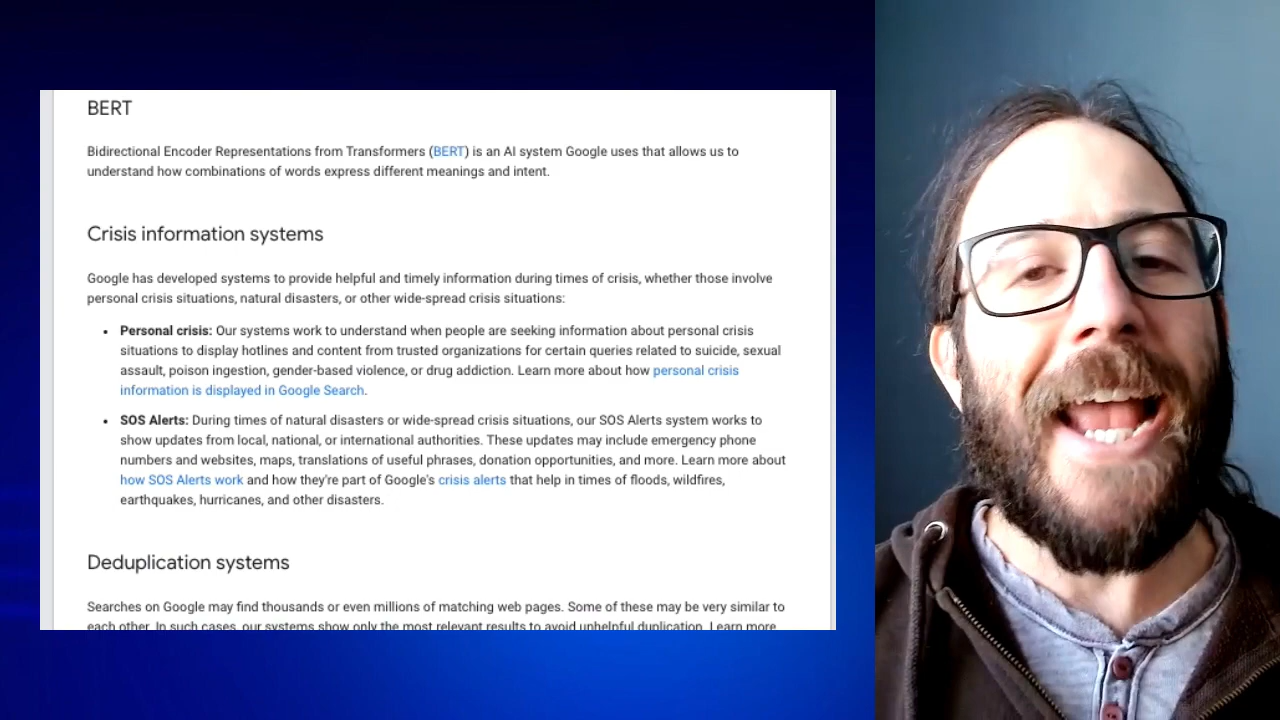 BERT
Bidirectional Encoder Representations from Transformers (BERT) is an AI system Google uses that allows us to
understand how combinations of words express different meanings and intent.
Crisis information systems
Google has developed systems to provide helpful and timely information during times of crisis, whether those involve
personal crisis situations, natural disasters, or other wide-spread crisis situations:
• Personal crisis: Our systems work to understand when people are seeking information about personal crisis
situations to display hotlines and content from trusted organizations for certain queries related to suicide, sexual
assault, poison ingestion, gender-based violence, or drug addiction. Learn more about how personal crisis
information is displayed in Google Search.
• SOS Alerts: During times of natural disasters or wide-spread crisis situations, our SOS Alerts system works to
show updates from local, national, or international authorities. These updates may include emergency phone
numbers and websites, maps, translations of useful phrases, donation opportunities, and more. Learn more about
how SOS Alerts work and how they're part of Google's crisis alerts that help in times of floods, wildfires,
earthquakes, hurricanes, and other disasters.
Deduplication systems
Searches on Google may find thousands or even millions of matching web pages. Some of these may be very similar to
each other. In such cases, our systems show only the most relevant results to avoid unhelpful duplication. Learn more